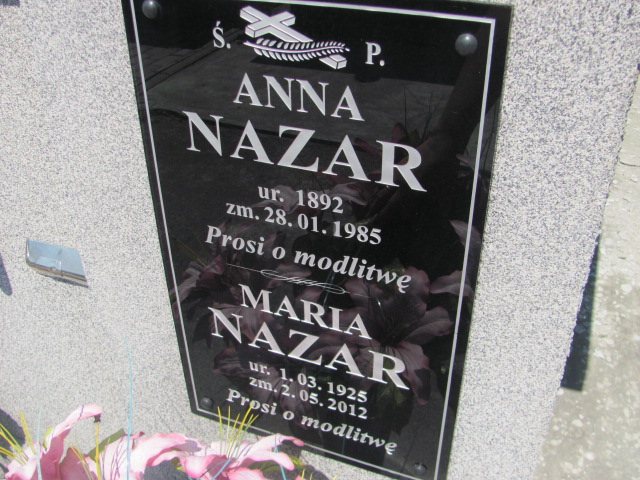 Ś. P.
ANNA
NAZAR
ur. 1892
zm. 28.01.1985
Prosi o modlitwę
MARIA
NAZAR
ur. 1.03.1925
zm. 2.05.2012
Prosi o modlitwę